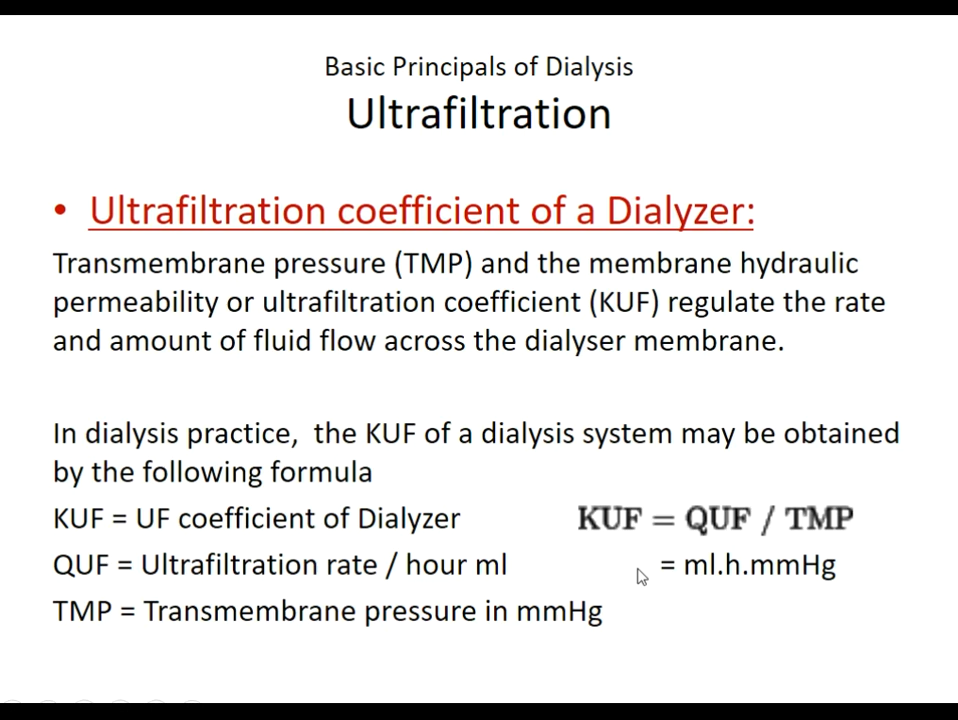 Basic Principals of Dialysis
Ultrafiltration
• Ultrafiltration coefficient of a Dialyzer:
Transmembrane pressure (TMP) and the membrane hydraulic
permeability or ultrafiltration coefficient (KUF) regulate the rate
and amount of fluid flow across the dialyser membrane.
In dialysis practice,  the KUF of a dialysis system may be obtained
by the following formula
KUF = UF coefficient of Dialyzer
KUF = QUF / TMP
QUF = Ultrafiltration rate / hour ml
= ml.h.mmHg
TMP = Transmembrane pressure in mmHg